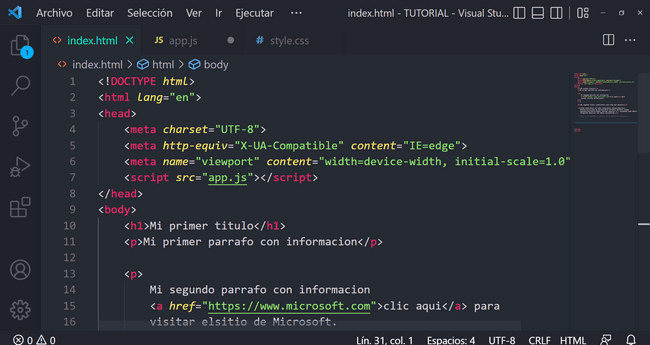 Archivo Editar Selección Ver Ir Ejecutar ··· index.html - TUTORIAL - Visual Stu...
index.html app.js # style.css
index.html > html > body
1 <!DOCTYPE html>
2 <html lang="en">
3 <head>
4 <meta charset="UTF-8">
5 <meta http-equiv="X-UA-Compatible" content="IE=edge">
6 <meta name="viewport" content="width=device-width, initial-scale=1.0"
7 <script src="app.js"></script>
8 </head>
9 <body>
10 <h1>Mi primer titulo</h1>
11 <p>Mi primer parrafo con informacion</p>
12
13 <p>
14 Mi segundo parrafo con informacion
15 <a href="https://www.microsoft.com">clic aqui</a> para
16 visitar elsitio de Microsoft.
1
0 0 Lín. 31, col. 1 Espacios: 4 UTF-8 CRLF HTML